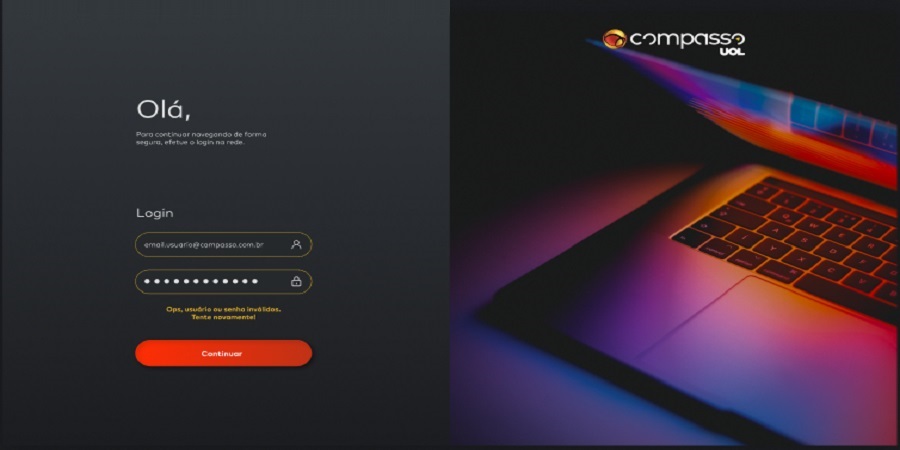 compasso
UOL
Olá,
Para continuar navegando de forma
segura, efetue o login na rede.
Login
email.usuario@compasso.com.br
Ops, usuário ou senha inválidos.
Tente novamente!
Continuar